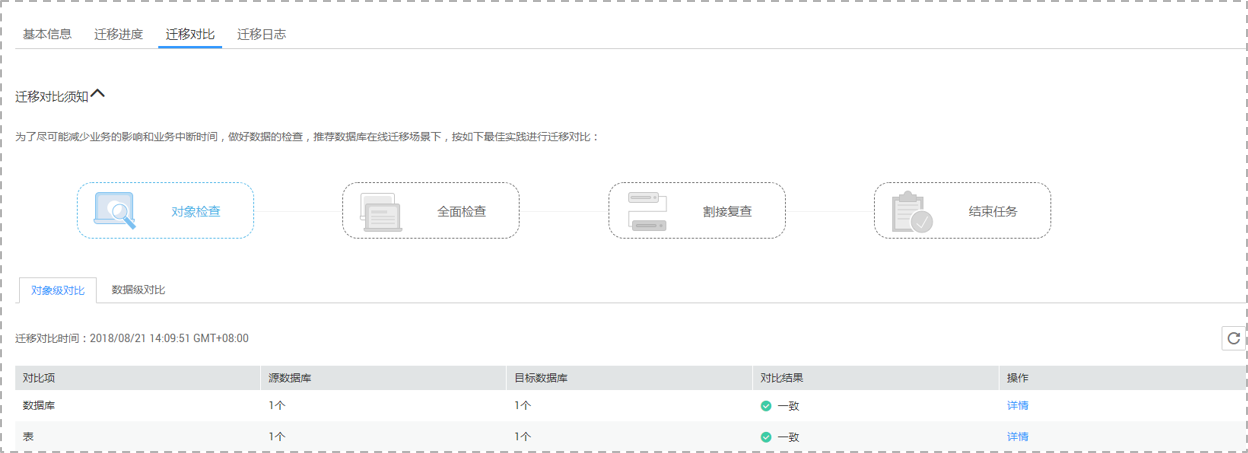 基本信息 迁移进度 迁移对比 迁移日志
迁移对比须知
为了尽可能减少业务的影响和业务中断时间，做好数据的检查，推荐数据库在线迁移场景下，按如下最佳实践进行迁移对比：
对象检查 全面检查 割接复查 结束任务
对象级对比 数据级对比
迁移对比时间：2018/08/21 14:09:51 GMT+08:00
对比项 源数据库 目标数据库 对比结果 操作
数据库 1个 1个 一致 详情
表 1个 1个 一致 详情